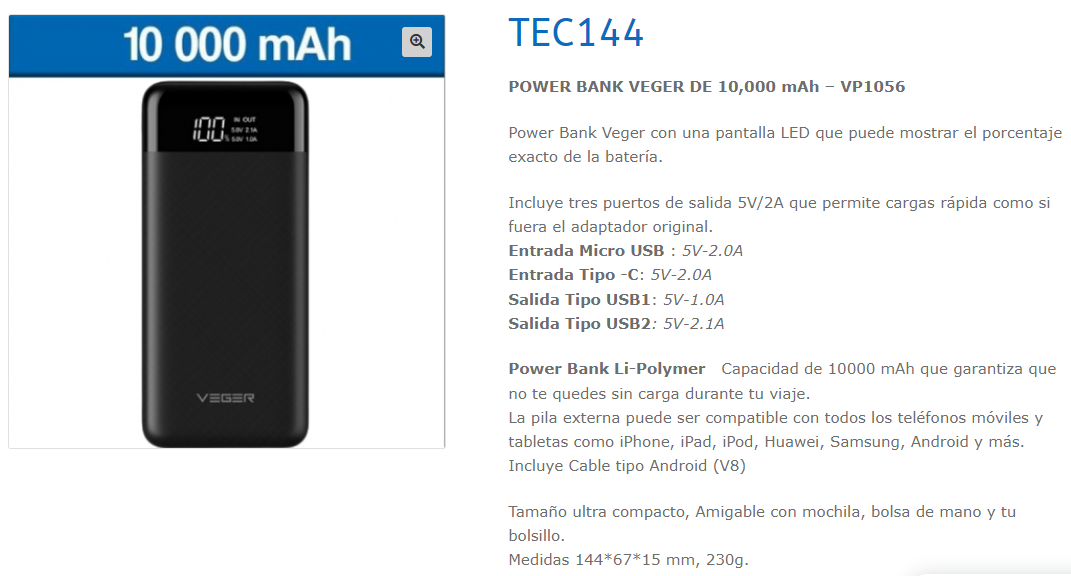 10 000 mAh
TEC144
100% IN OUT
5.0V 2.1A
5.0V 1.0A
VEGER
POWER BANK VEGER DE 10,000 mAh – VP1056
Power Bank Veger con una pantalla LED que puede mostrar el porcentaje
exacto de la batería.
Incluye tres puertos de salida 5V/2A que permite cargas rápida como si
fuera el adaptador original.
Entrada Micro USB : 5V-2.0A
Entrada Tipo -C: 5V-2.0A
Salida Tipo USB1: 5V-1.0A
Salida Tipo USB2: 5V-2.1A
Power Bank Li-Polymer Capacidad de 10000 mAh que garantiza que
no te quedes sin carga durante tu viaje.
La pila externa puede ser compatible con todos los teléfonos móviles y
tabletas como iPhone, iPad, iPod, Huawei, Samsung, Android y más.
Incluye Cable tipo Android (V8)
Tamaño ultra compacto, Amigable con mochila, bolsa de mano y tu
bolsillo.
Medidas 144*67*15 mm, 230g.